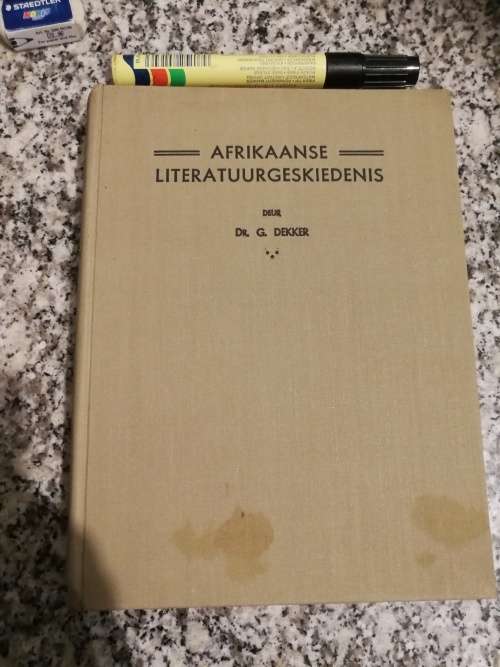 STAEDTLER
AFRIKAANSE
LITERATUURGESKIEDENIS
DEUR
DR. G. DEKKER